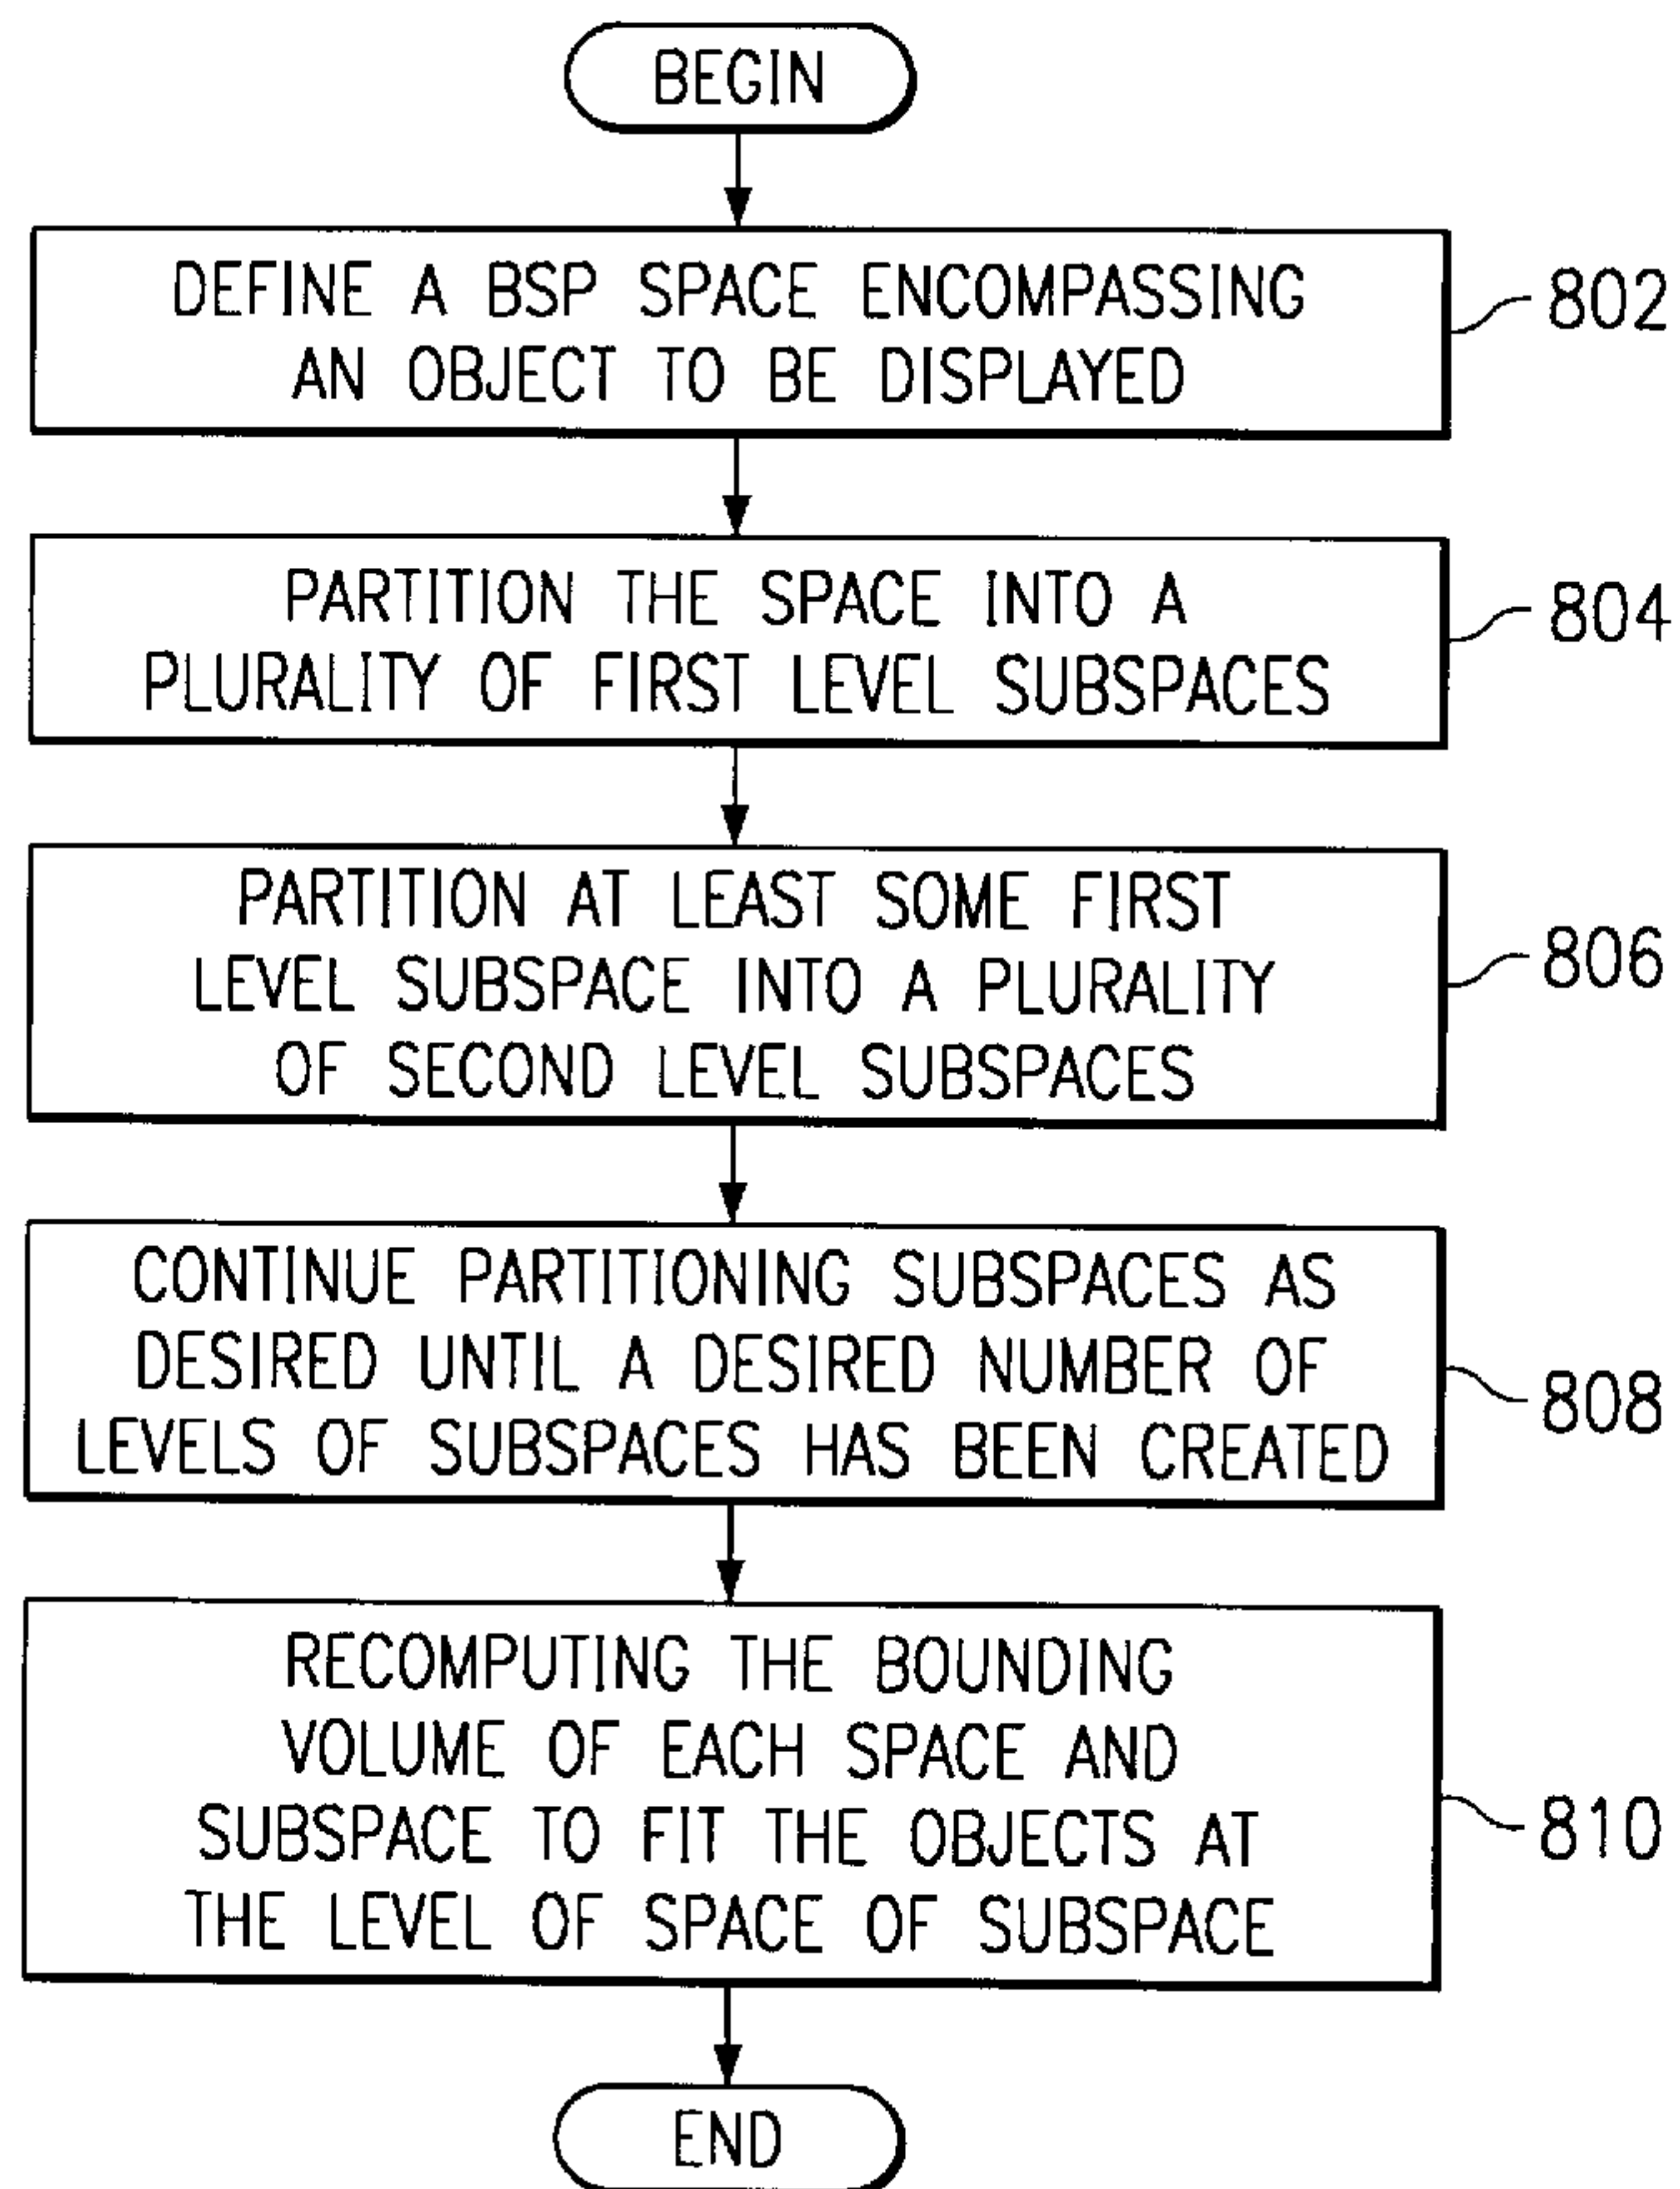 BEGIN
DEFINE A BSP SPACE ENCOMPASSING
AN OBJECT TO BE DISPLAYED
802
PARTITION THE SPACE INTO A
PLURALITY OF FIRST LEVEL SUBSPACES
804
PARTITION AT LEAST SOME FIRST
LEVEL SUBSPACE INTO A PLURALITY
OF SECOND LEVEL SUBSPACES
806
CONTINUE PARTITIONING SUBSPACES AS
DESIRED UNTIL A DESIRED NUMBER OF
LEVELS OF SUBSPACES HAS BEEN CREATED
808
RECOMPUTING THE BOUNDING
VOLUME OF EACH SPACE AND
SUBSPACE TO FIT THE OBJECTS AT
THE LEVEL OF SPACE OF SUBSPACE
810
END